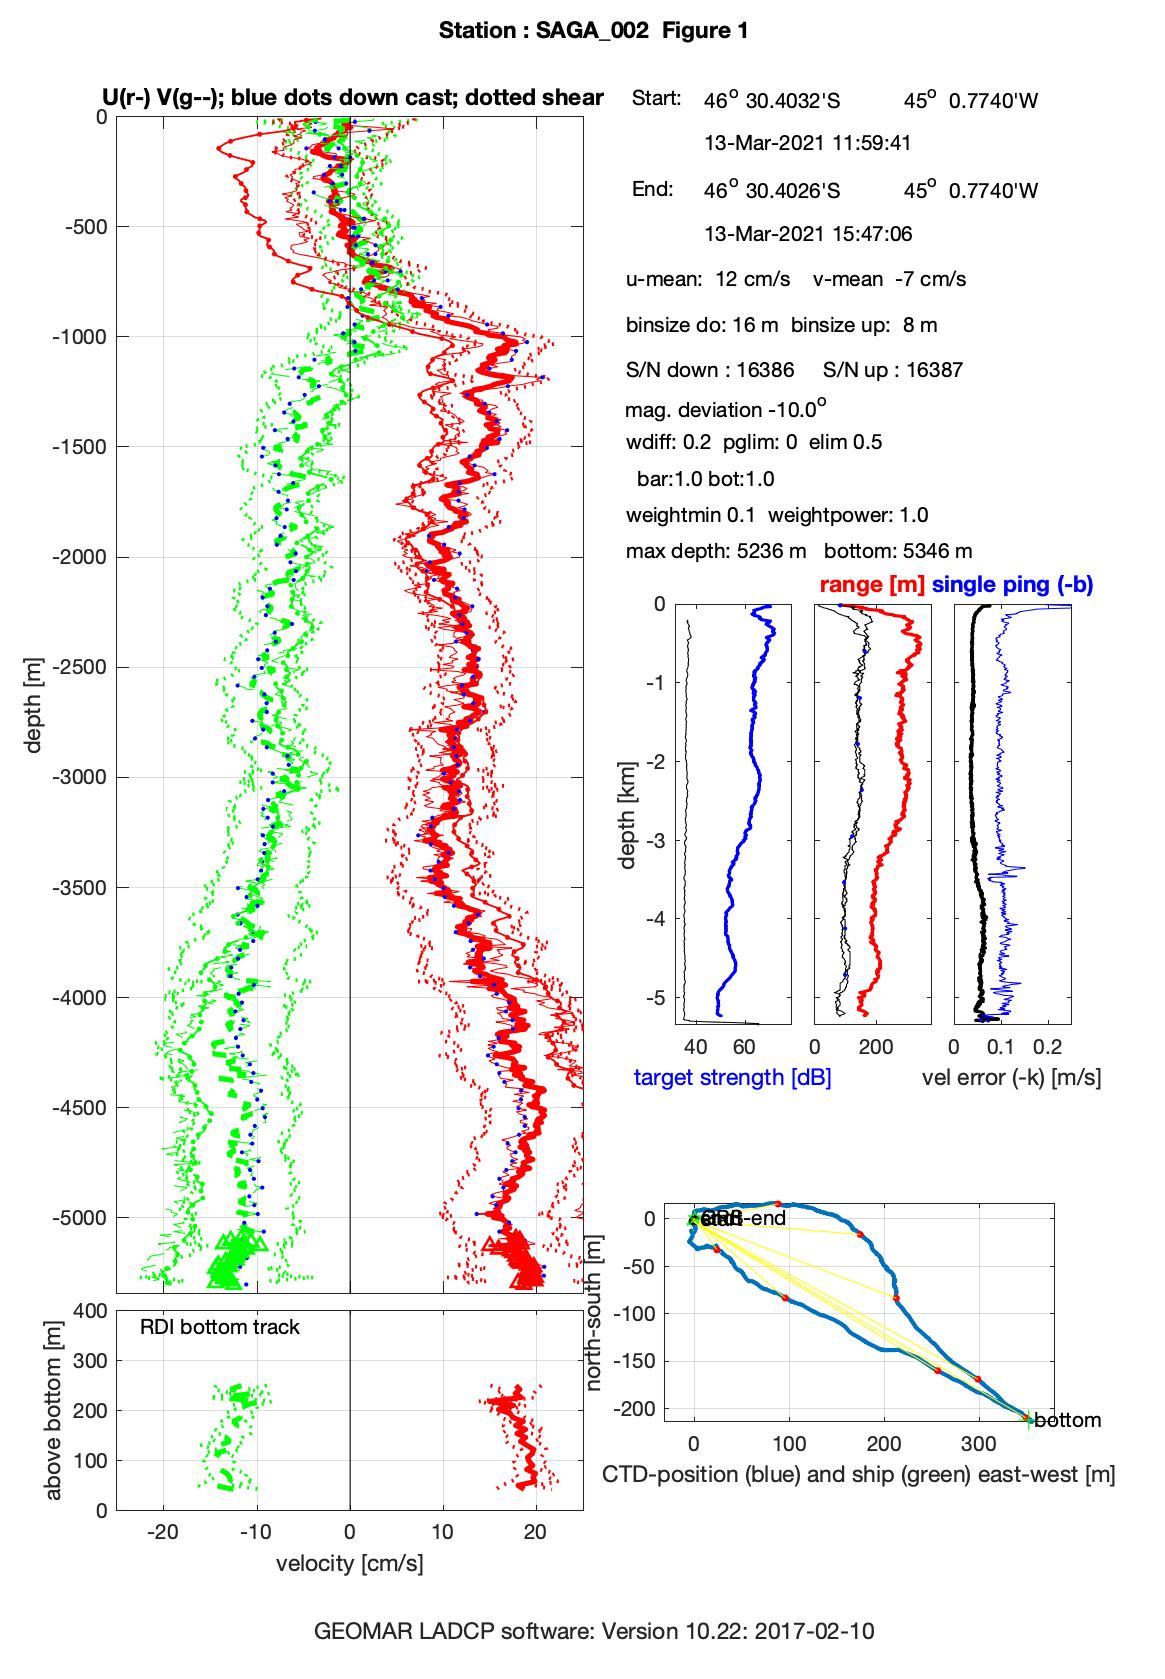 Station : SAGA_002  Figure 1
U(r-) V(g--); blue dots down cast; dotted shear
0
-500
-1000
-1500
-2000
-2500
-3000
-3500
-4000
-4500
-5000
depth [m]
400
300
200
100
0
above bottom [m]
RDI bottom track
-20 -10 0 10 20
velocity [cm/s]
Start: 46° 30.4032'S 45° 0.7740'W
13-Mar-2021 11:59:41
End: 46° 30.4026'S 45° 0.7740'W
13-Mar-2021 15:47:06
u-mean: 12 cm/s v-mean -7 cm/s
binsize do: 16 m binsize up: 8 m
S/N down : 16386 S/N up : 16387
mag. deviation -10.0°
wdiff: 0.2 pglim: 0 elim 0.5
bar:1.0 bot:1.0
weightmin 0.1 weightpower: 1.0
max depth: 5236 m bottom: 5346 m
range [m] single ping (-b)
0
-1
-2
-3
-4
-5
depth [km]
40 60 0 200 0 0.1 0.2
target strength [dB] vel error (-k) [m/s]
0
-50
-100
-150
-200
north-south [m]
-end
bottom
0 100 200 300
CTD-position (blue) and ship (green) east-west [m]
GEOMAR LADCP software: Version 10.22: 2017-02-10